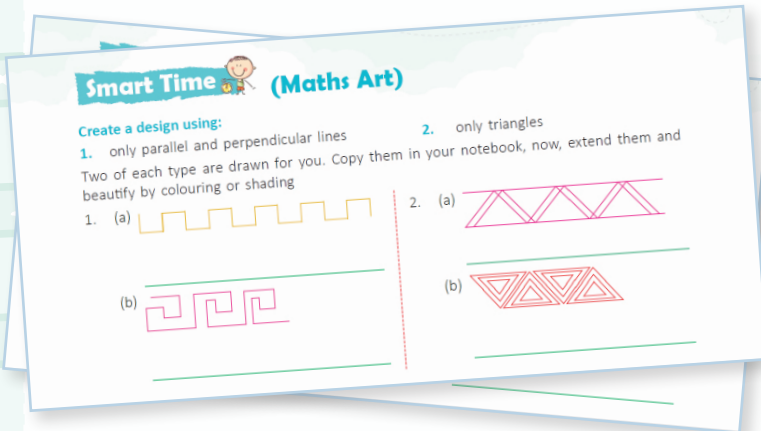 Smart Time (Maths Art)
Create a design using:
1. only parallel and perpendicular lines 2. only triangles
Two of each type are drawn for you. Copy them in your notebook, now, extend them and
beautify by colouring or shading
1. (a) 2. (a)
(b) (b)